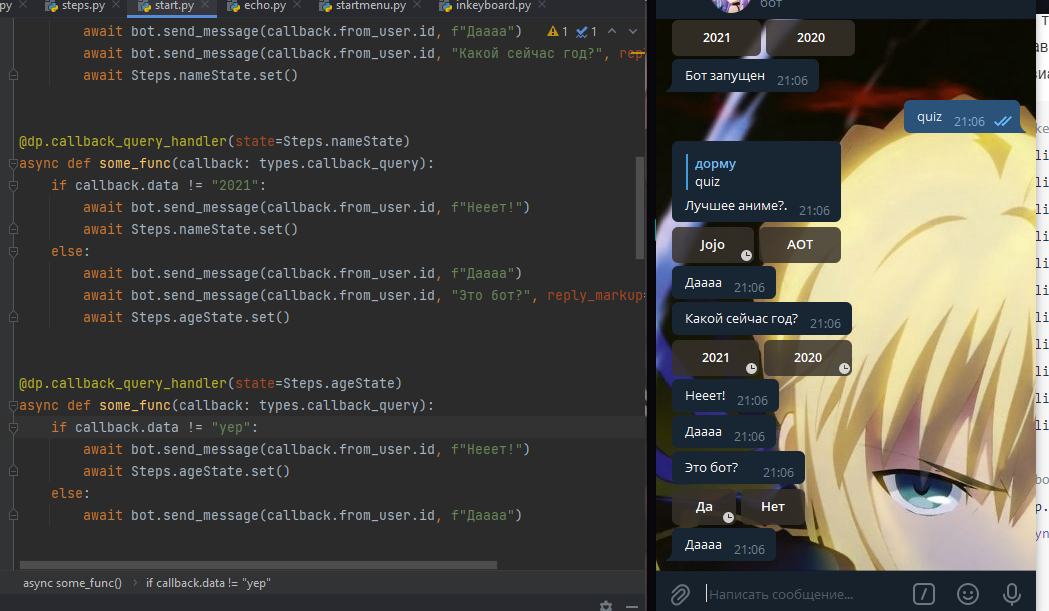 py
steps.py
start.py
echo.py
startmenu.py
inkeyboard.py
await bot.send_message(callback.from_user.id, f"Даааа")
1
1
await bot.send_message(callback.from_user.id, "Какой сейчас год?", rep
await Steps.nameState.set()
@dp.callback_query_handler(state=Steps.nameState)
async def some_func(callback: types.callback_query):
if callback.data != "2021":
await bot.send_message(callback.from_user.id, f"Нееет!")
await Steps.nameState.set()
else:
await bot.send_message(callback.from_user.id, f"Даааа")
await bot.send_message(callback.from_user.id, "Это бот?", reply_markup=
await Steps.ageState.set()
@dp.callback_query_handler(state=Steps.ageState)
async def some_func(callback: types.callback_query):
if callback.data != "yep":
await bot.send_message(callback.from_user.id, f"Нееет!")
await Steps.ageState.set()
else:
await bot.send_message(callback.from_user.id, f"Даааа")
async some_func()
if callback.data != "yep"
бот
2021
2020
Бот запущен 21:06
quiz 21:06
дорму
quiz
Лучшее аниме?. 21:06
Jojo
AOT
Даааа 21:06
Какой сейчас год? 21:06
2021
2020
Нееет! 21:06
Даааа 21:06
Это бот? 21:06
Да
Нет
Даааа 21:06
Написать сообщение...